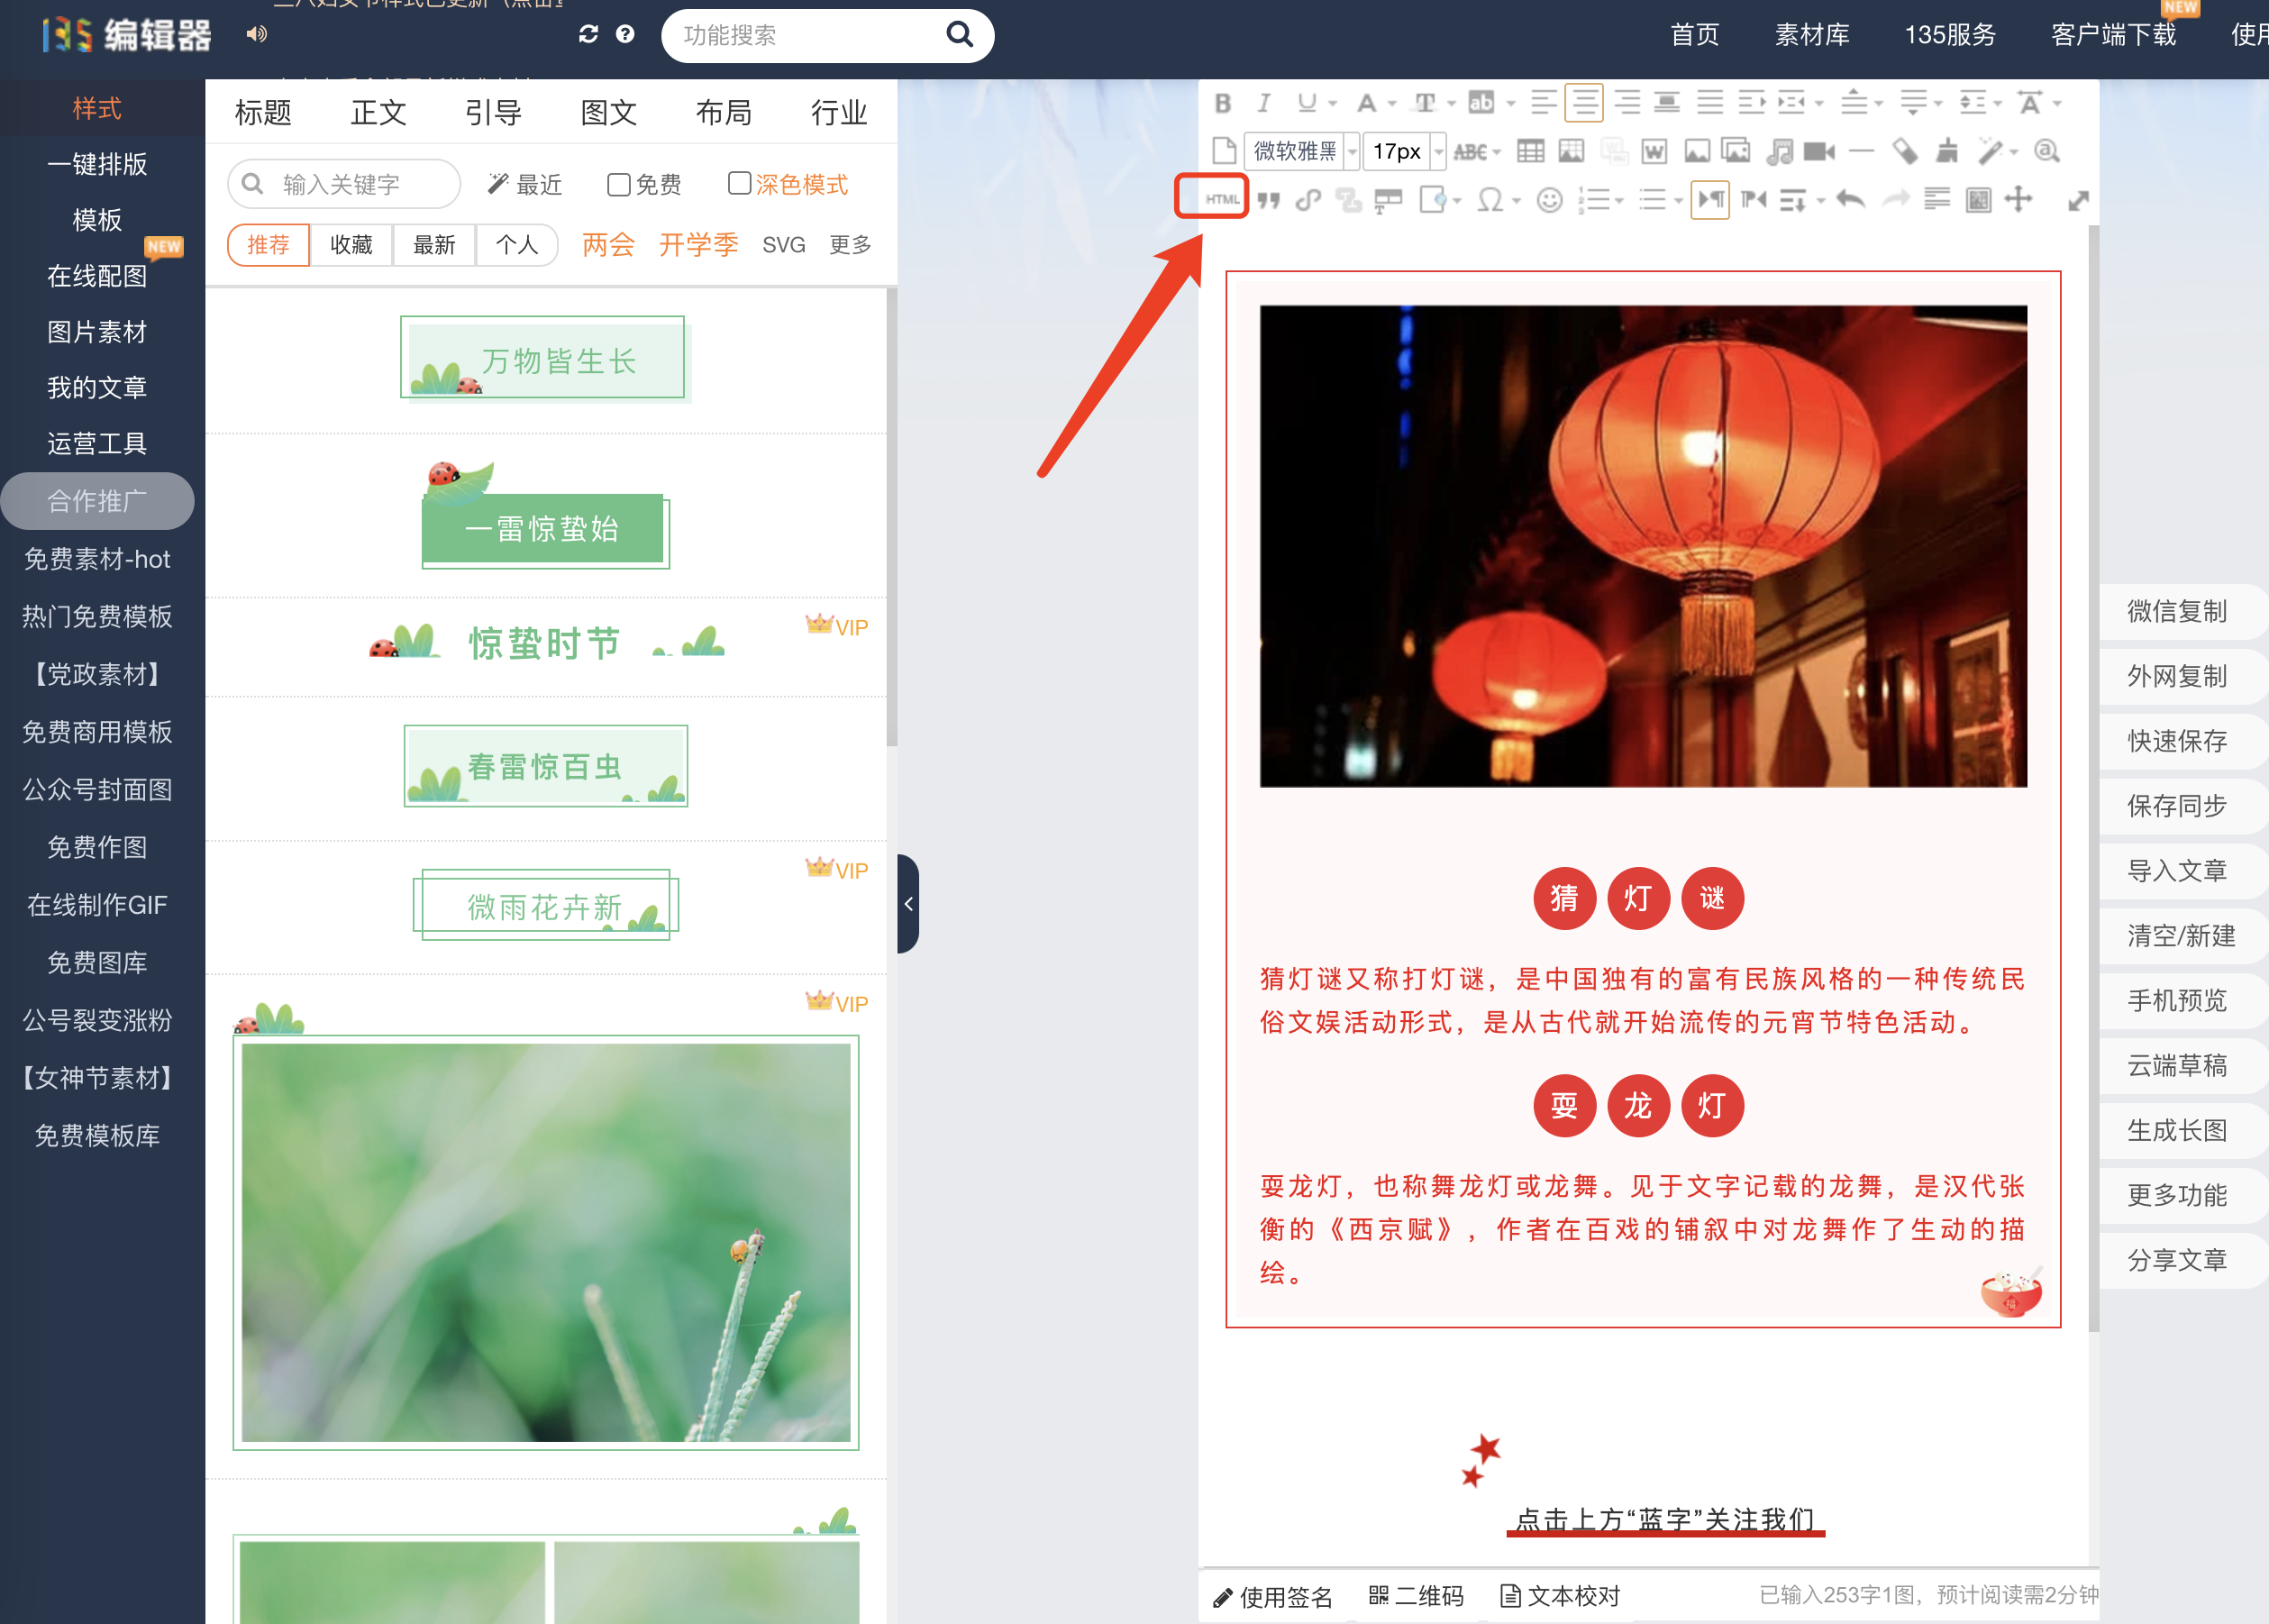 135编辑器
功能搜索
首页
素材库
135服务
客户端下载
NEW
样式
一键排版
模板
NEW
在线配图
图片素材
我的文章
运营工具
合作推广
免费素材-hot
热门免费模板
【党政素材】
免费商用模板
公众号封面图
免费作图
在线制作GIF
免费图库
公号裂变涨粉
【女神节素材】
免费模板库
标题 正文 引导 图文 布局 行业
输入关键字 最近 免费 深色模式
推荐 收藏 最新 个人 两会 开学季 SVG 更多
万物皆生长
一雷惊蛰始
惊蛰时节
VIP
春雷惊百虫
VIP
微雨花卉新
VIP
B I U A T ab
微软雅黑 17px ABC W
HTML
猜灯谜
猜灯谜又称打灯谜，是中国独有的富有民族风格的一种传统民
俗文娱活动形式，是从古代就开始流传的元宵节特色活动。
耍龙灯
耍龙灯，也称舞龙灯或龙舞。见于文字记载的龙舞，是汉代张
衡的《西京赋》，作者在百戏的铺叙中对龙舞作了生动的描
绘。
福
点击上方“蓝字”关注我们
使用签名 二维码 文本校对 已输入253字1图，预计阅读需2分钟
微信复制
外网复制
快速保存
保存同步
导入文章
清空/新建
手机预览
云端草稿
生成长图
更多功能
分享文章